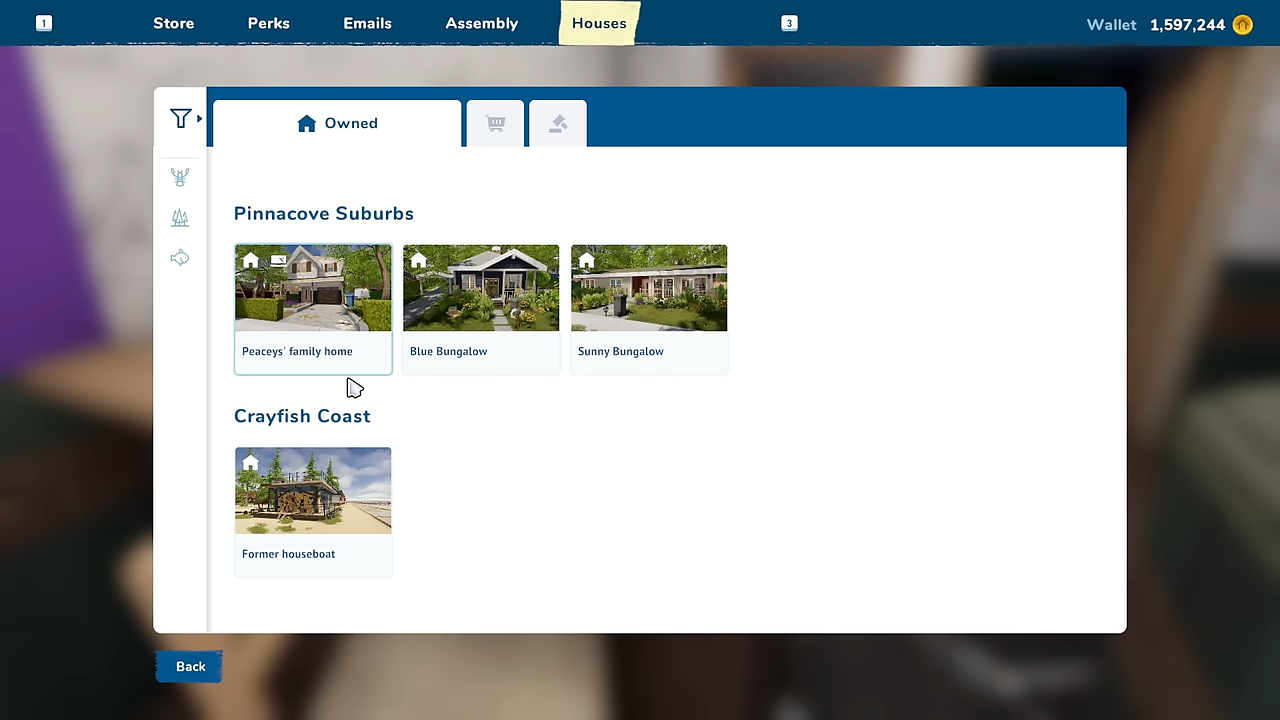 1 Store Perks Emails Assembly Houses 3 Wallet 1,597,244
Owned
Pinnacove Suburbs
Peaceys' family home Blue Bungalow Sunny Bungalow
Crayfish Coast
Former houseboat
Back